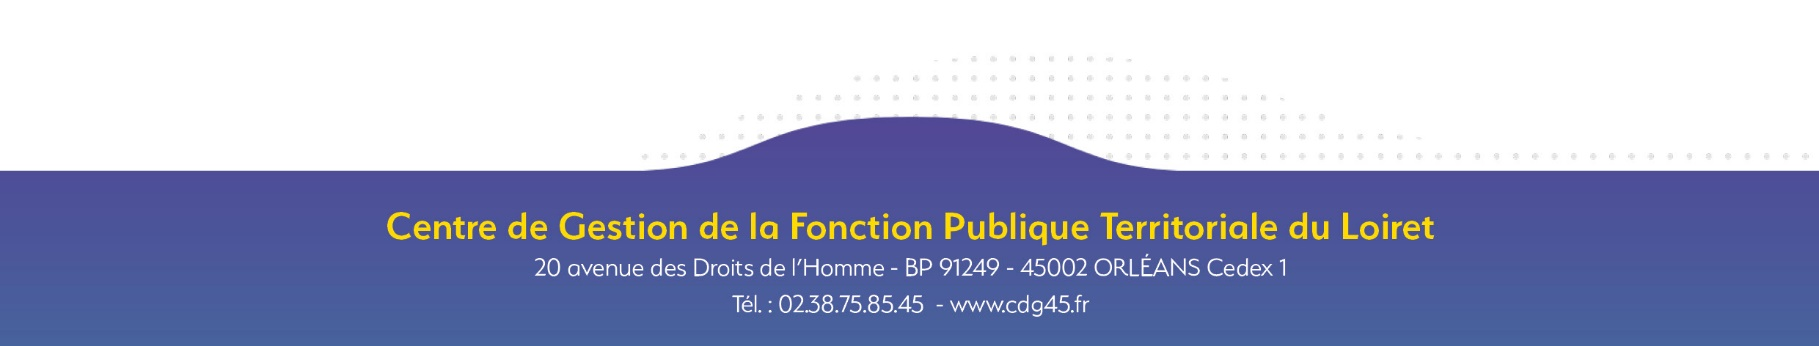 Centre de Gestion de la Fonction Publique Territoriale du Loiret
20 avenue des Droits de l'Homme - BP 91249 - 45002 ORLÉANS Cedex 1
Tél. : 02.38.75.85.45 - www.cdg45.fr